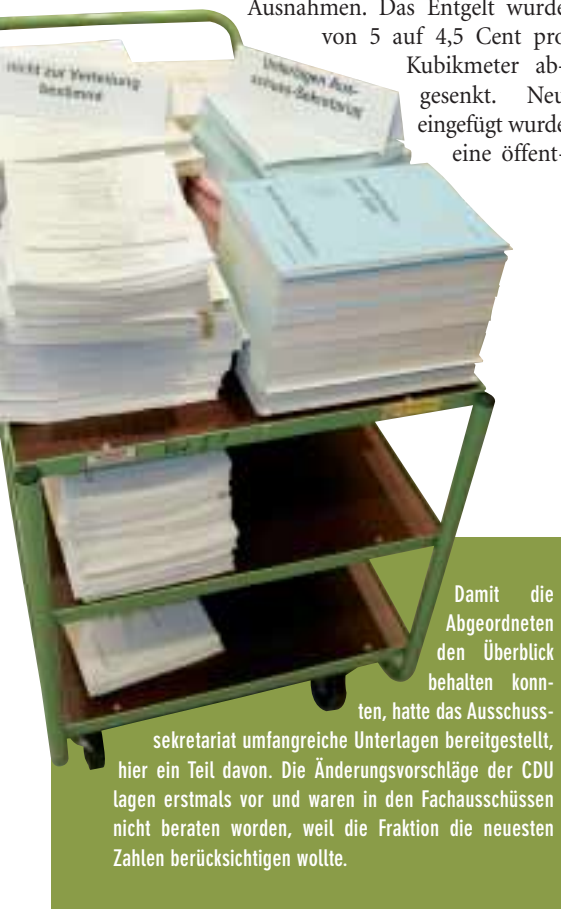 Ausnahmen. Das Entgelt wurde
von 5 auf 4,5 Cent pro
Kubikmeter ab-
gesenkt. Neu
eingefügt wurde
eine öffent-
nicht zur Verteilung
bestimmt
Unterlagen Aus-
schuss-Sekretariat
Damit die
Abgeordneten
den Überblick
behalten konn-
ten, hatte das Ausschuss-
sekretariat umfangreiche Unterlagen bereitgestellt,
hier ein Teil davon. Die Änderungsvorschläge der CDU
lagen erstmals vor und waren in den Fachausschüssen
nicht beraten worden, weil die Fraktion die neuesten
Zahlen berücksichtigen wollte.